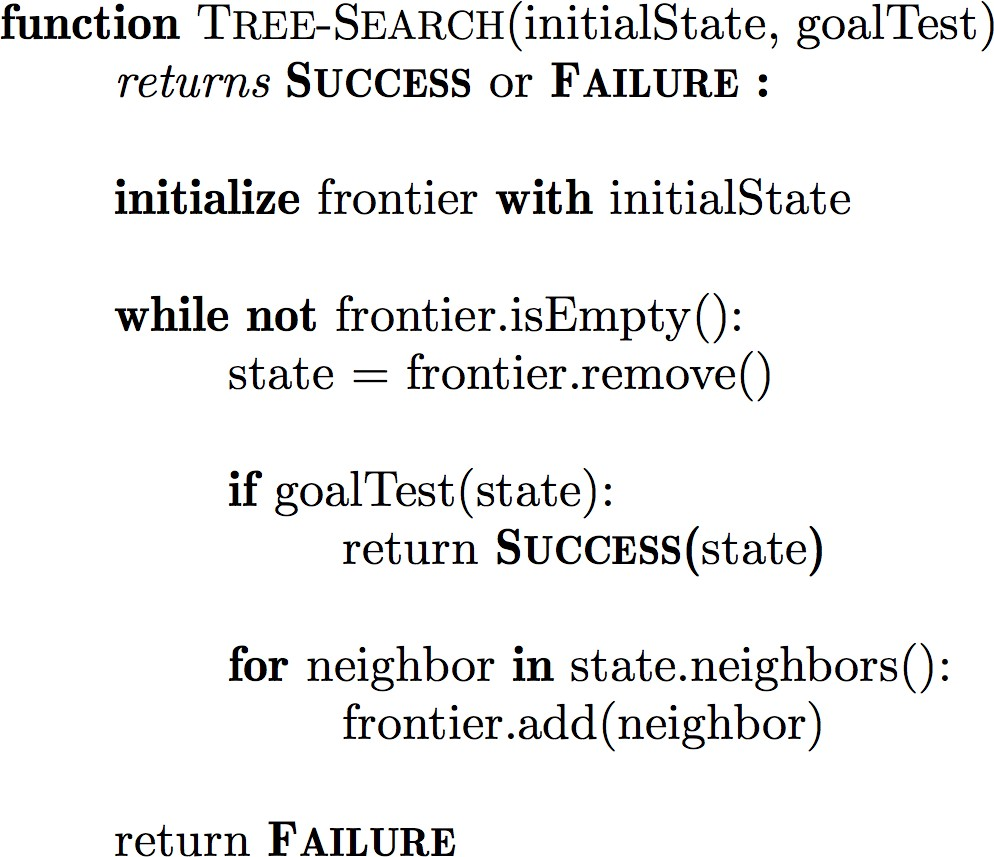 function TREE-SEARCH(initialState, goalTest)
returns SUCCESS or FAILURE :
initialize frontier with initialState
while not frontier.isEmpty():
state = frontier.remove()
if goalTest(state):
return SUCCESS(state)
for neighbor in state.neighbors():
frontier.add(neighbor)
return FAILURE